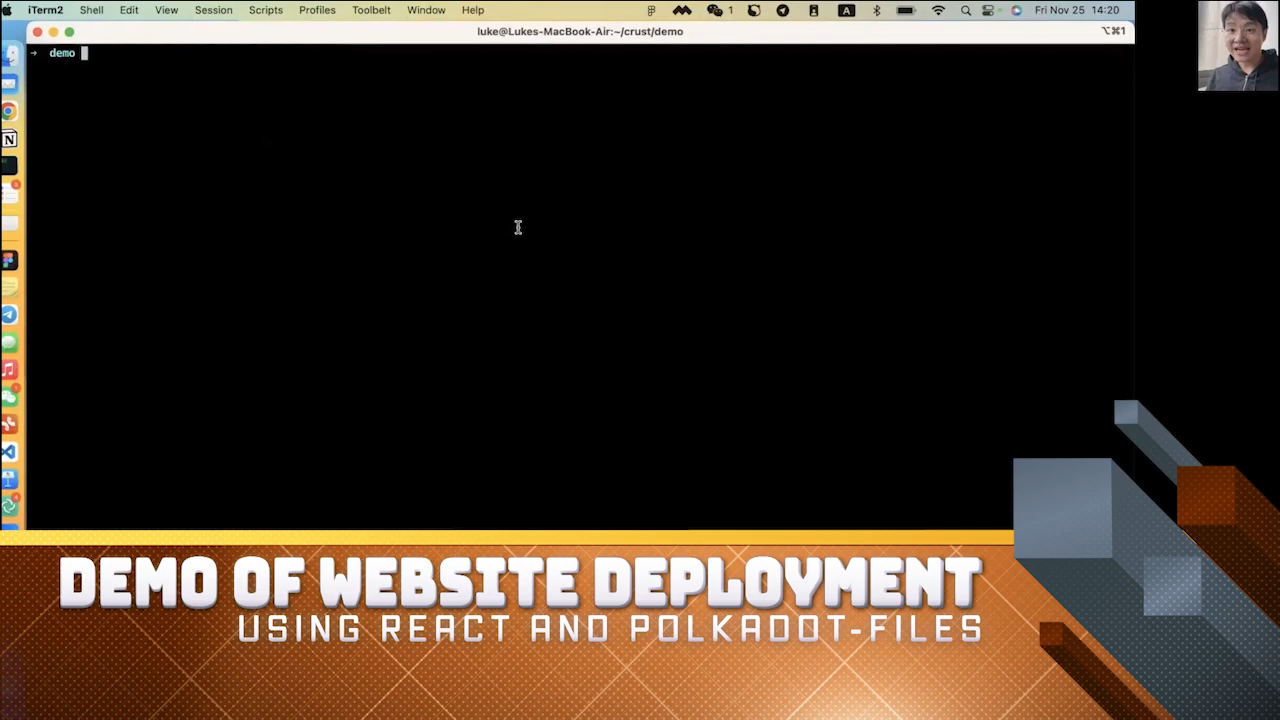 iTerm2 Shell Edit View Session Scripts Profiles Toolbelt Window Help 1 A Fri Nov 25 14:20
luke@Lukes-MacBook-Air:~/crust/demo ⌥⌘1
→ demo
DEMO OF WEBSITE DEPLOYMENT
USING REACT AND POLKADOT-FILES